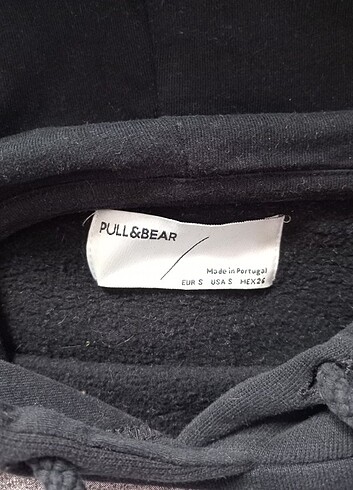 PULL&BEAR
Made in Portugal
EUR S USA S MEX 26